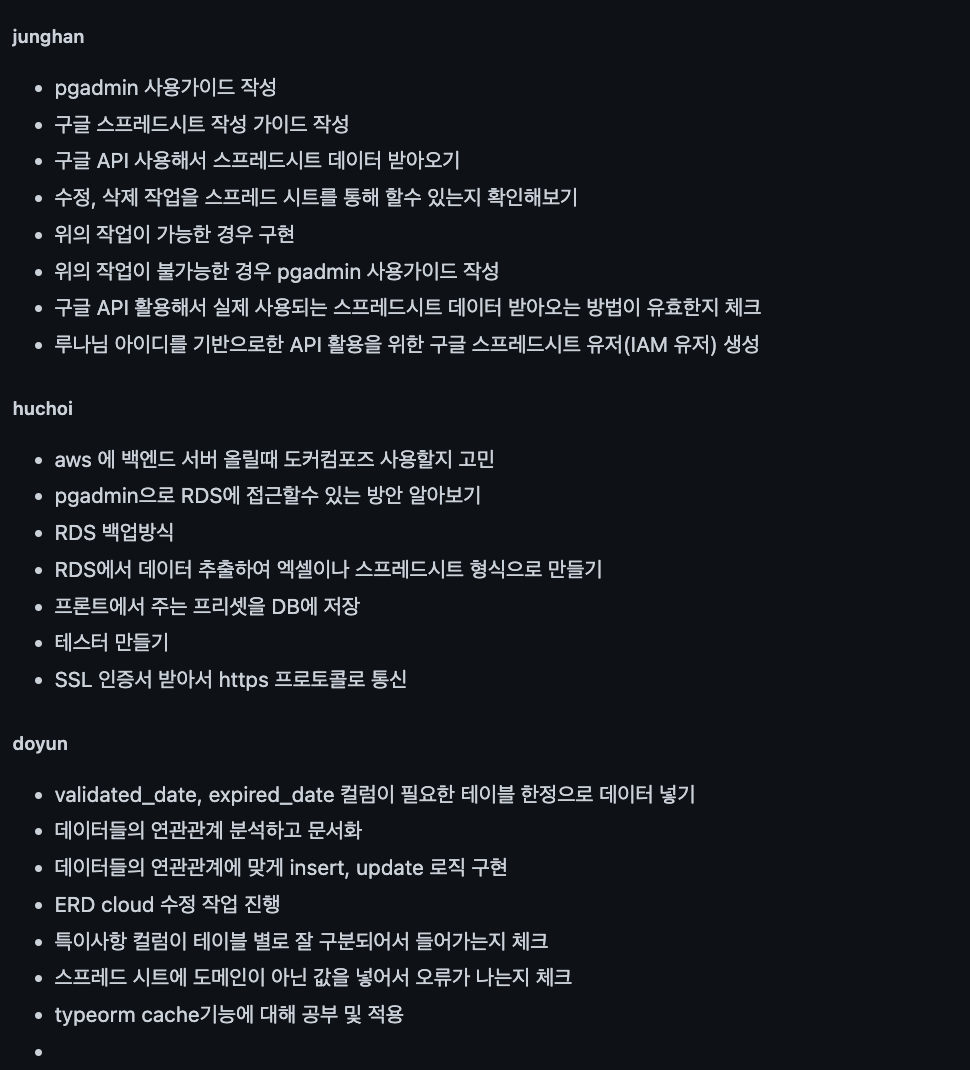 junghan
pgadmin 사용가이드 작성
구글 스프레드시트 작성 가이드 작성
구글 API 사용해서 스프레드시트 데이터 받아오기
수정, 삭제 작업을 스프레드 시트를 통해 할수 있는지 확인해보기
위의 작업이 가능한 경우 구현
위의 작업이 불가능한 경우 pgadmin 사용가이드 작성
구글 API 활용해서 실제 사용되는 스프레드시트 데이터 받아오는 방법이 유효한지 체크
루나님 아이디를 기반으로한 API 활용을 위한 구글 스프레드시트 유저(IAM 유저) 생성
huchoi
aws 에 백엔드 서버 올릴때 도커컴포즈 사용할지 고민
pgadmin으로 RDS에 접근할수 있는 방안 알아보기
RDS 백업방식
RDS에서 데이터 추출하여 엑셀이나 스프레드시트 형식으로 만들기
프론트에서 주는 프리셋을 DB에 저장
테스터 만들기
SSL 인증서 받아서 https 프로토콜로 통신
doyun
validated_date, expired_date 컬럼이 필요한 테이블 한정으로 데이터 넣기
데이터들의 연관관계 분석하고 문서화
데이터들의 연관관계에 맞게 insert, update 로직 구현
ERD cloud 수정 작업 진행
특이사항 컬럼이 테이블 별로 잘 구분되어서 들어가는지 체크
스프레드 시트에 도메인이 아닌 값을 넣어서 오류가 나는지 체크
typeorm cache기능에 대해 공부 및 적용